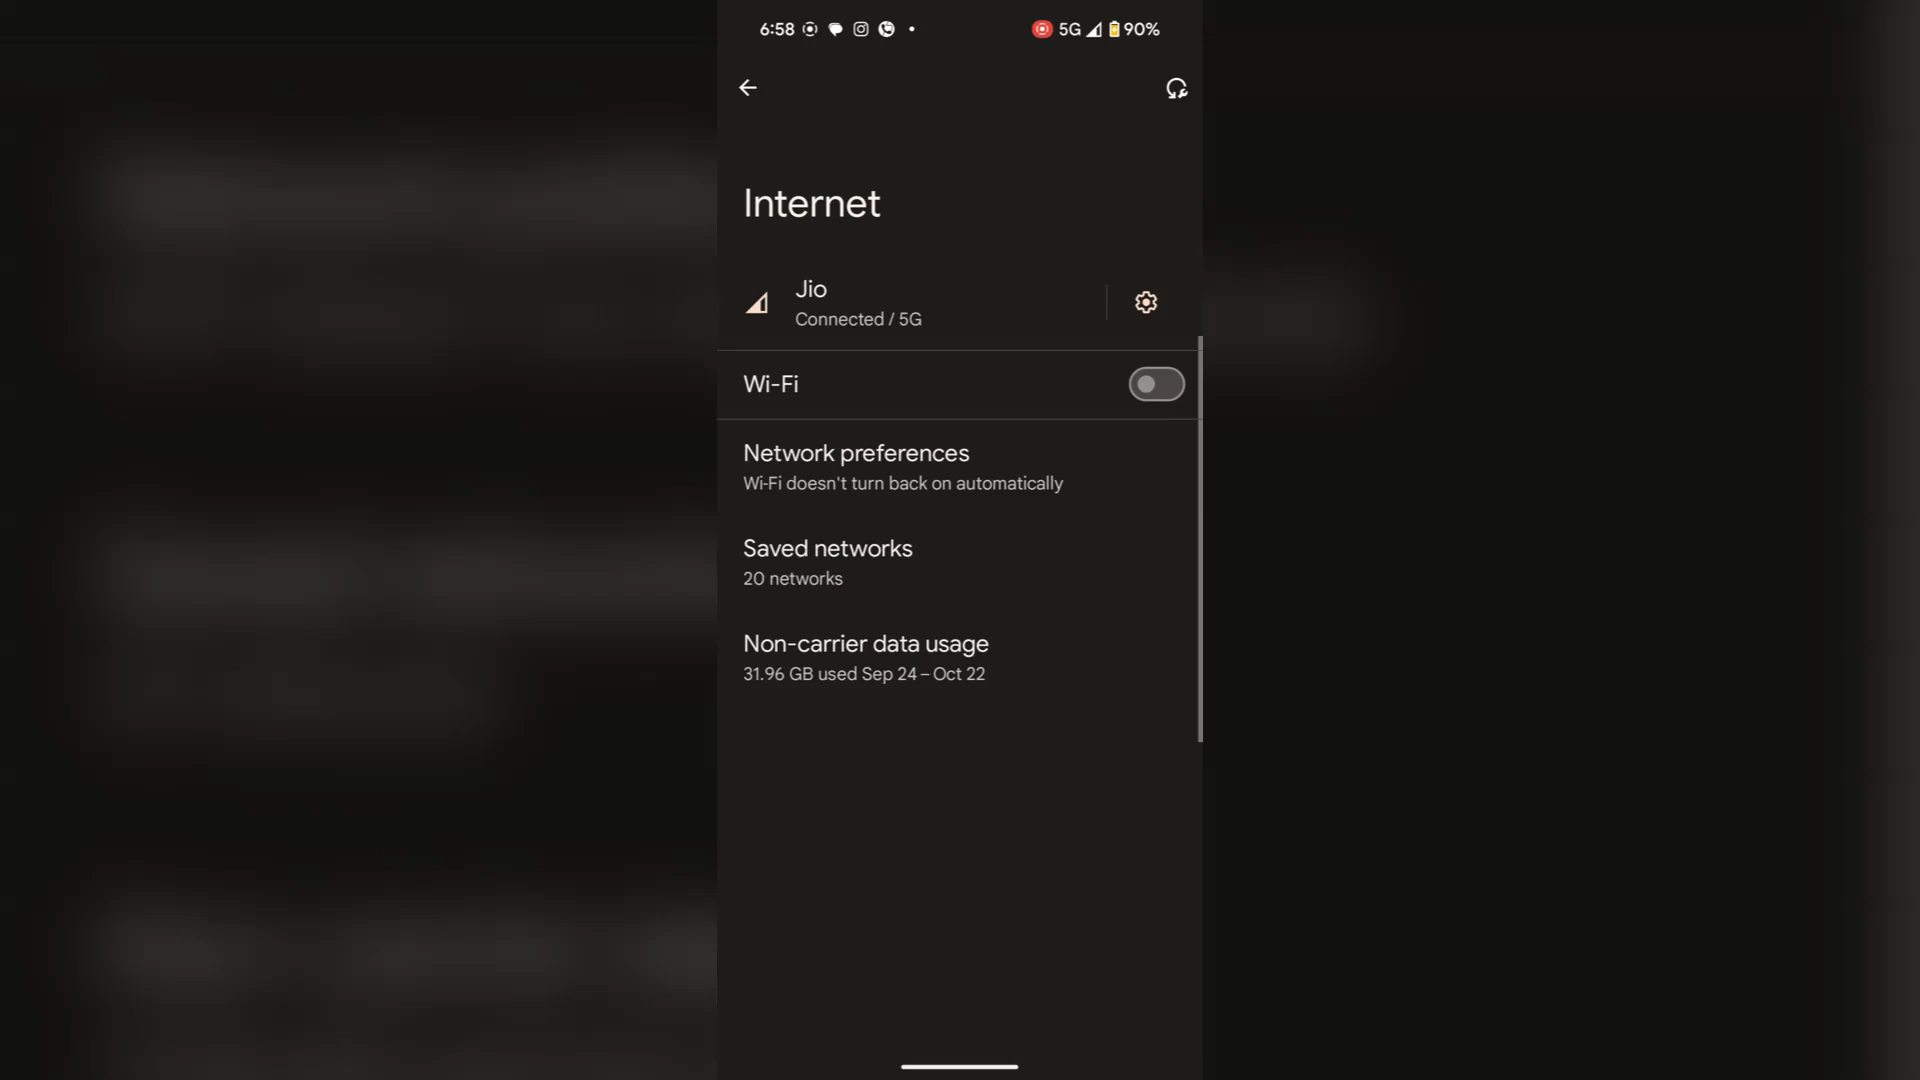 6:58 5G 90%
Internet
Jio
Connected / 5G
Wi-Fi
Network preferences
Wi-Fi doesn't turn back on automatically
Saved networks
20 networks
Non-carrier data usage
31.96 GB used Sep 24 – Oct 22